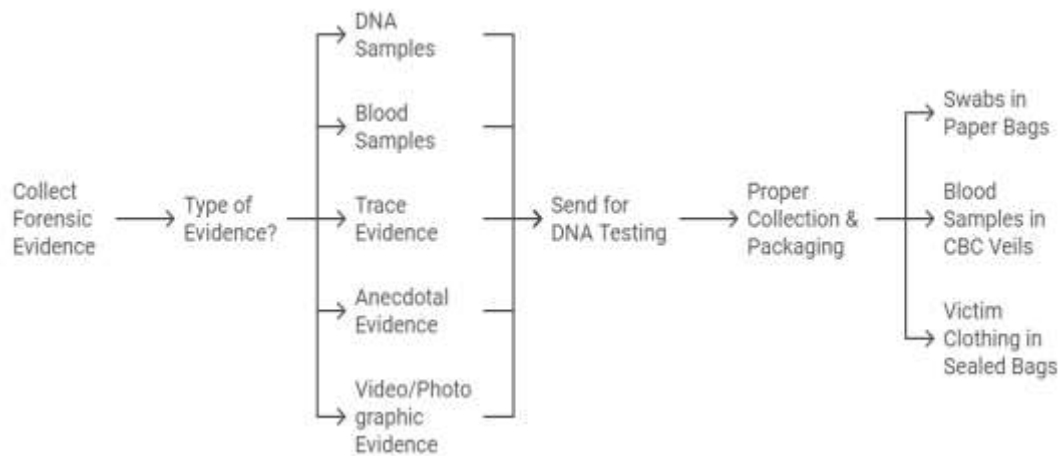 Collect
Forensic
Evidence
Type of
Evidence?
DNA
Samples
Blood
Samples
Trace
Evidence
Anecdotal
Evidence
Video/Photo
graphic
Evidence
Send for
DNA Testing
Proper
Collection &
Packaging
Swabs in
Paper Bags
Blood
Samples in
CBC Veils
Victim
Clothing in
Sealed Bags